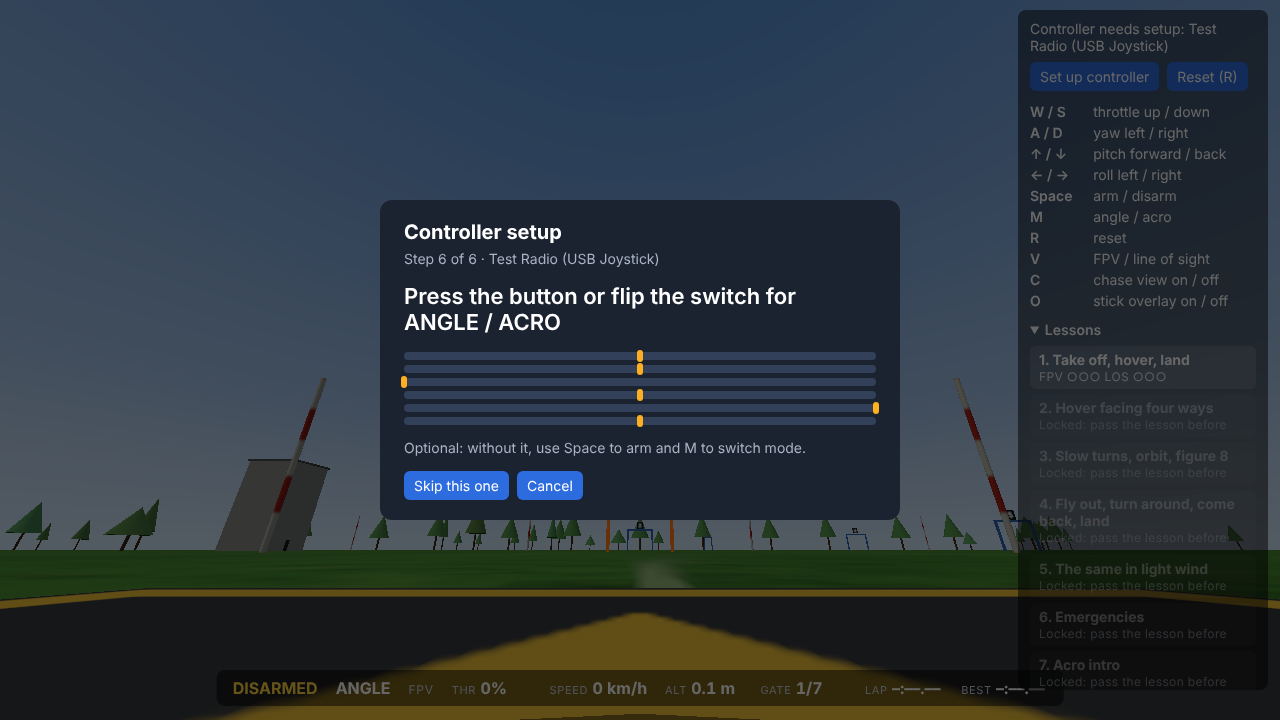 Controller needs setup: Test
Radio (USB Joystick)
Set up controller
Reset (R)
W / S throttle up / down
A / D yaw left / right
↑ / ↓ pitch forward / back
← / → roll left / right
Space arm / disarm
M angle / acro
R reset
V FPV / line of sight
C chase view on / off
O stick overlay on / off
▼ Lessons
1. Take off, hover, land
FPV ○○○ LOS ○○○
2. Hover facing four ways
Locked: pass the lesson before
3. Slow turns, orbit, figure 8
Locked: pass the lesson before
4. Fly out, turn around, come
back, land
Locked: pass the lesson before
5. The same in light wind
Locked: pass the lesson before
6. Emergencies
Locked: pass the lesson before
7. Acro intro
Locked: pass the lesson before
Controller setup
Step 6 of 6 · Test Radio (USB Joystick)
Press the button or flip the switch for
ANGLE / ACRO
Optional: without it, use Space to arm and M to switch mode.
Skip this one
Cancel
DISARMED ANGLE FPV THR 0% SPEED 0 km/h ALT 0.1 m GATE 1/7 LAP –:––.–– BEST –:––.––